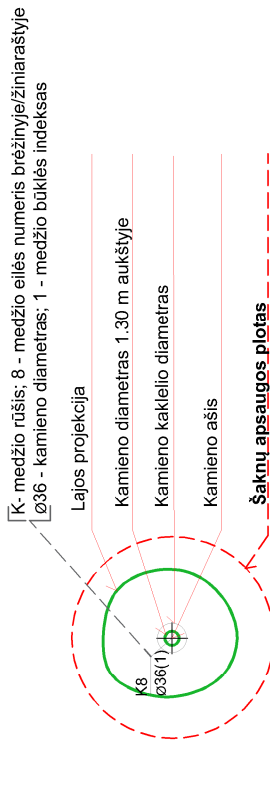 K- medžio rūšis; 8 - medžio eilės numeris brėžinyje/žiniaraštyje
Ø36 - kamieno diametras; 1 - medžio būklės indeksas
Lajos projekcija
Kamieno diametras 1.30 m aukštyje
Kamieno kaklelio diametras
Kamieno ašis
Šaknų apsaugos plotas
K8
Ø36(1)